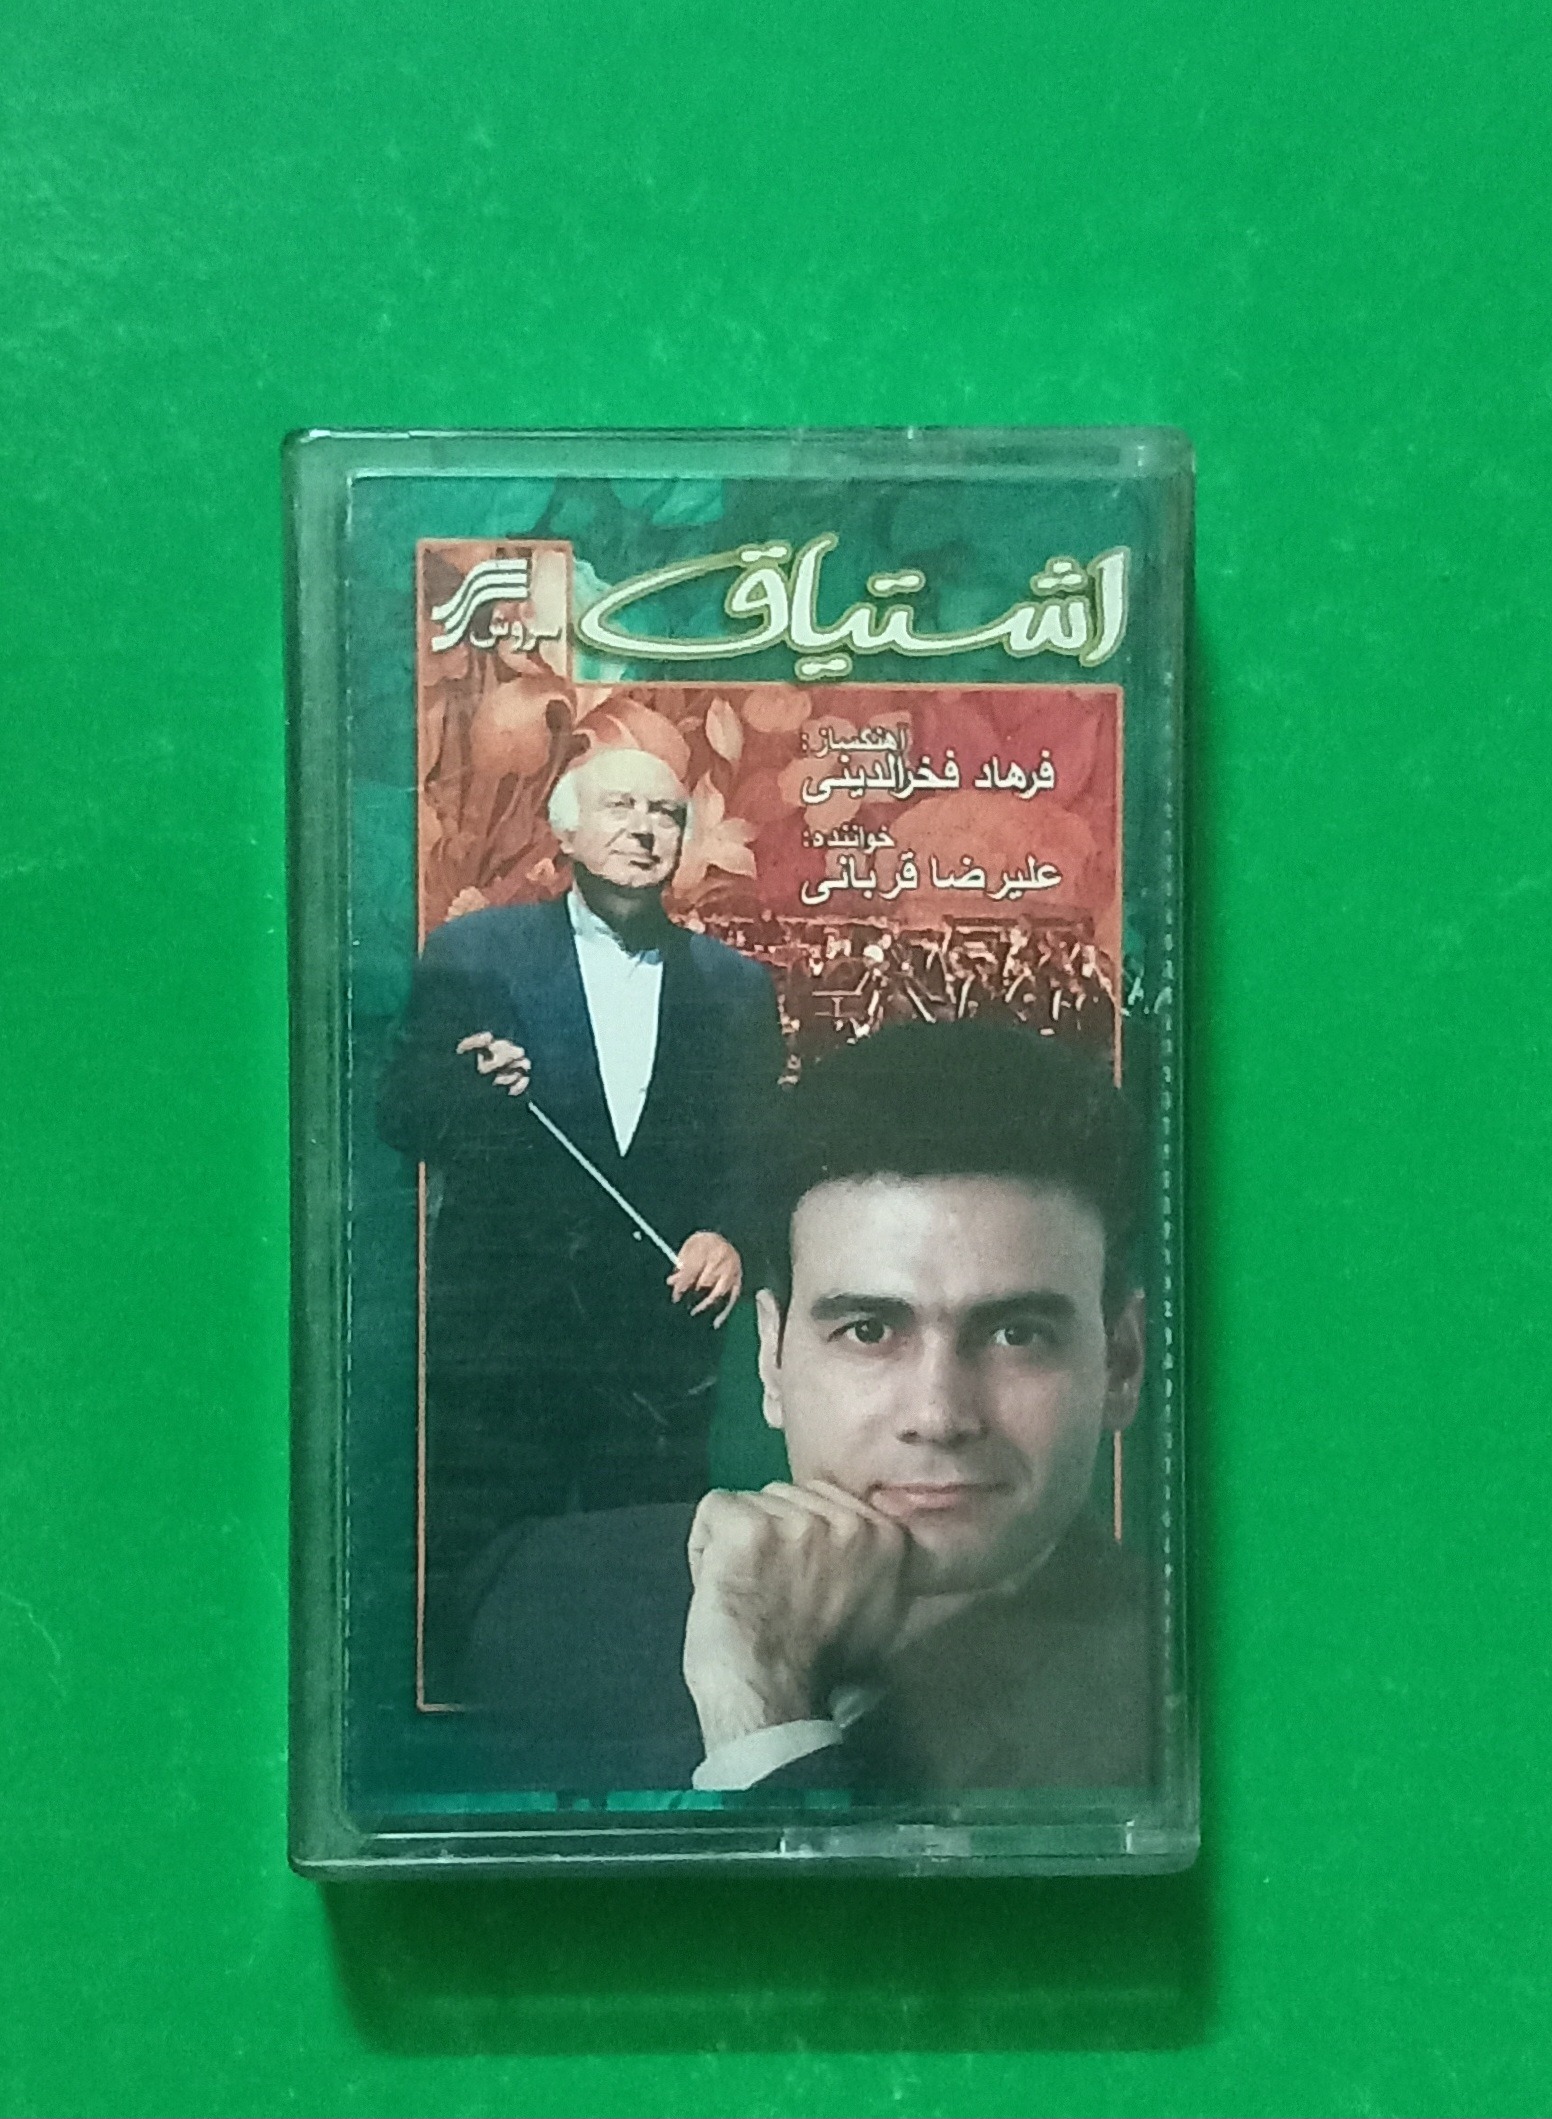 اشتیاق
سروش
آهنگساز:
فرهاد فخرالدینی
خواننده:
علیرضا قربانی